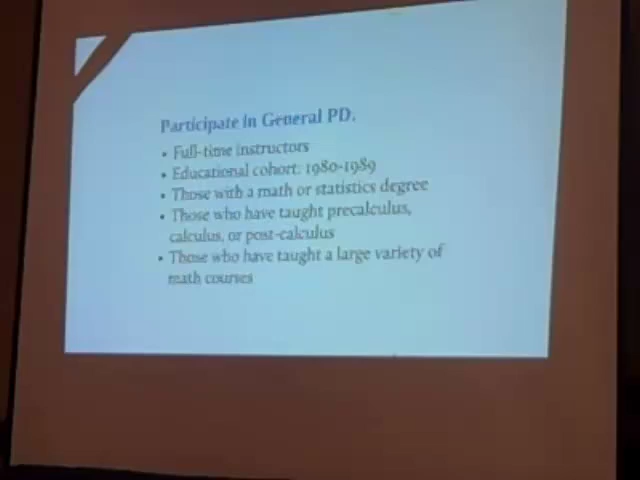 Participate in General PD.
• Full-time instructors
• Educational cohort: 1980-1989
• Those with a math or statistics degree
• Those who have taught precalculus,
calculus, or post-calculus
• Those who have taught a large variety of
math courses